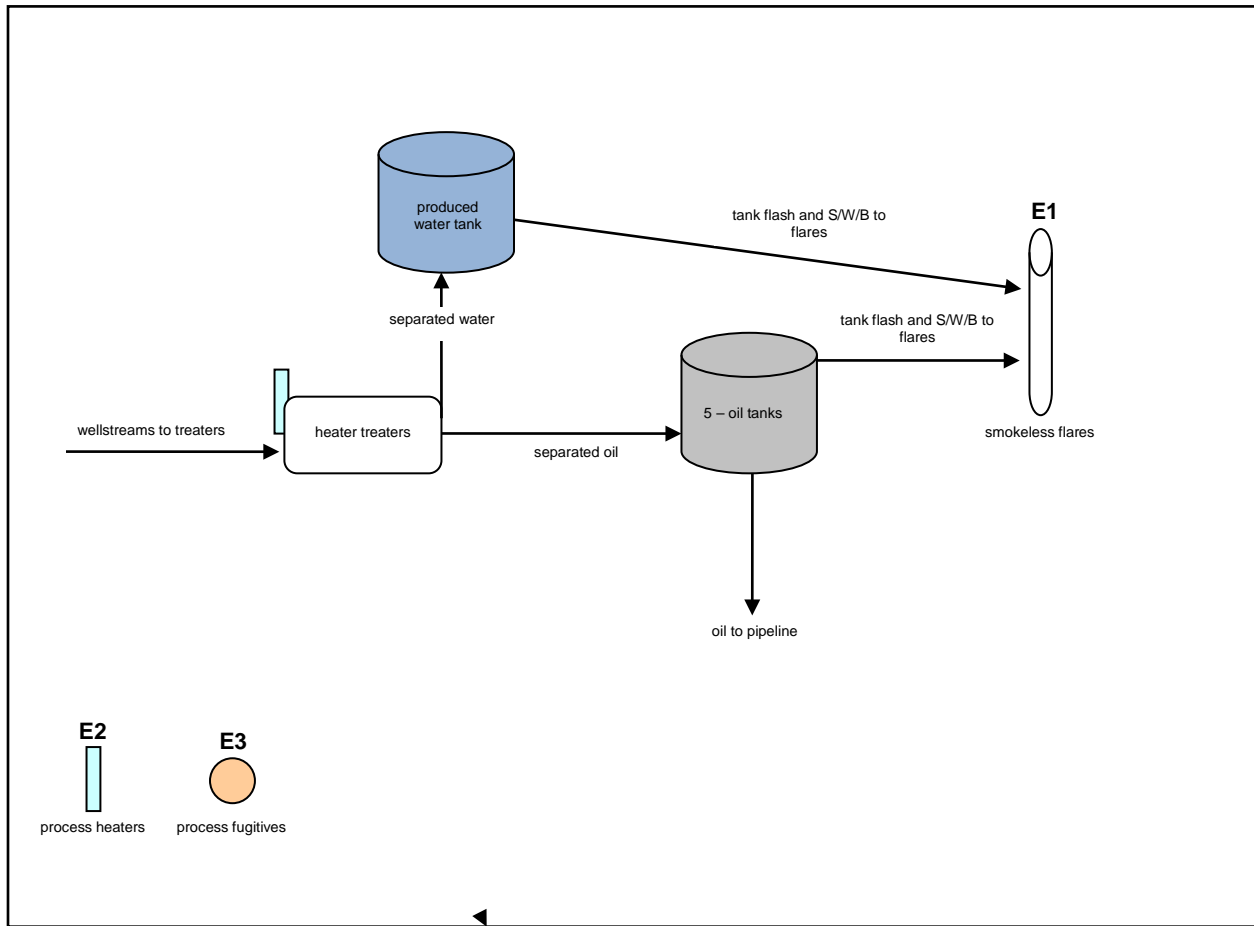 produced
water tank
tank flash and S/W/B to
flares
E1
separated water
tank flash and S/W/B to
flares
5 – oil tanks
wellstreams to treaters
heater treaters
separated oil
smokeless flares
oil to pipeline
E2
E3
process heaters
process fugitives